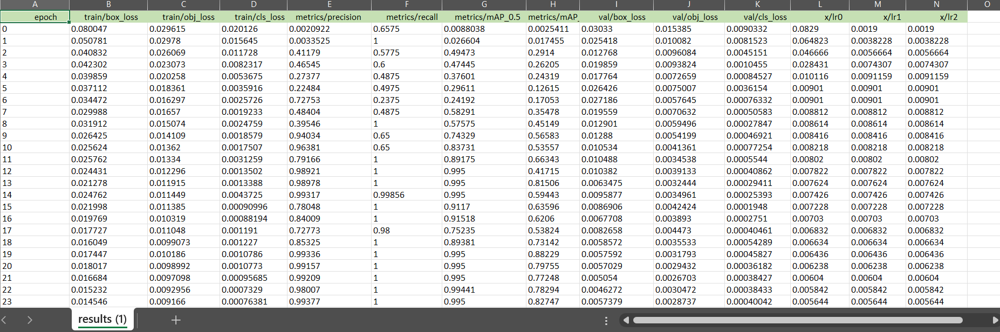 A B C D E F G H I J K L M N O
epoch train/box_loss train/obj_loss train/cls_loss metrics/precision metrics/recall metrics/mAP_0.5 metrics/mAP_ val/box_loss val/obj_loss val/cls_loss x/lr0 x/lr1 x/lr2
0 0.080047 0.029615 0.020126 0.0020922 0.6575 0.0088038 0.0025411 0.03033 0.015385 0.0090332 0.0829 0.0019 0.0019
1 0.050781 0.02978 0.015645 0.0033525 1 0.026604 0.017455 0.025418 0.010082 0.0081523 0.064823 0.0038228 0.0038228
2 0.040832 0.026069 0.011728 0.41179 0.5775 0.49473 0.2914 0.012768 0.0096084 0.0045151 0.046666 0.0056664 0.0056664
3 0.042302 0.023073 0.0082317 0.46545 0.6 0.47445 0.26205 0.019859 0.0093824 0.0010455 0.028431 0.0074307 0.0074307
4 0.039859 0.020258 0.0053675 0.27377 0.4875 0.37601 0.24319 0.017764 0.0072659 0.00084527 0.010116 0.0091159 0.0091159
5 0.037112 0.018361 0.0035916 0.22484 0.4975 0.29611 0.12615 0.026426 0.0075007 0.0036154 0.00901 0.00901 0.00901
6 0.034472 0.016297 0.0025726 0.72753 0.2375 0.24192 0.17053 0.027186 0.0057645 0.00076332 0.00901 0.00901 0.00901
7 0.029988 0.01657 0.0019233 0.48404 0.4875 0.58291 0.35478 0.019559 0.0070632 0.00050583 0.008812 0.008812 0.008812
8 0.031912 0.015074 0.0024759 0.39546 1 0.57575 0.45149 0.012901 0.0059496 0.00027847 0.008614 0.008614 0.008614
9 0.026425 0.014109 0.0018579 0.94034 0.65 0.74329 0.56583 0.01288 0.0054199 0.00046921 0.008416 0.008416 0.008416
10 0.025624 0.01362 0.0017507 0.96381 0.65 0.83731 0.53557 0.010534 0.0041361 0.00077254 0.008218 0.008218 0.008218
11 0.025762 0.01334 0.0031259 0.79166 1 0.89175 0.66343 0.010488 0.0034538 0.0005544 0.00802 0.00802 0.00802
12 0.024431 0.012296 0.0013502 0.98921 1 0.995 0.41715 0.010382 0.0039133 0.00040862 0.007822 0.007822 0.007822
13 0.021278 0.011915 0.0013388 0.98978 1 0.995 0.81506 0.0063475 0.0032444 0.00029411 0.007624 0.007624 0.007624
14 0.024762 0.011449 0.0043725 0.99317 0.99856 0.995 0.59443 0.0095877 0.0034961 0.00025393 0.007426 0.007426 0.007426
15 0.021998 0.011385 0.00090996 0.78048 1 0.9117 0.63596 0.0086906 0.0042424 0.0001948 0.007228 0.007228 0.007228
16 0.019769 0.010319 0.00088194 0.84009 1 0.91518 0.6206 0.0067708 0.003893 0.0002751 0.00703 0.00703 0.00703
17 0.017727 0.011048 0.001191 0.72773 0.98 0.75235 0.53824 0.0082658 0.004473 0.00040461 0.006832 0.006832 0.006832
18 0.016049 0.0099073 0.001227 0.85325 1 0.89381 0.73142 0.0058572 0.0035533 0.00054289 0.006634 0.006634 0.006634
19 0.017447 0.010186 0.0010786 0.99336 1 0.995 0.88229 0.0057592 0.0031793 0.00045827 0.006436 0.006436 0.006436
20 0.018017 0.0098992 0.0010773 0.99157 1 0.995 0.79755 0.0057029 0.0029432 0.00036182 0.006238 0.006238 0.006238
21 0.016684 0.0097098 0.00095685 0.99209 1 0.995 0.77248 0.005054 0.0026703 0.00038427 0.00604 0.00604 0.00604
22 0.015232 0.0092956 0.0007329 0.98007 1 0.99441 0.78294 0.0046272 0.0030472 0.00038433 0.005842 0.005842 0.005842
23 0.014546 0.009166 0.00076381 0.99377 1 0.995 0.82747 0.0057379 0.0028737 0.00040042 0.005644 0.005644 0.005644
results (1)